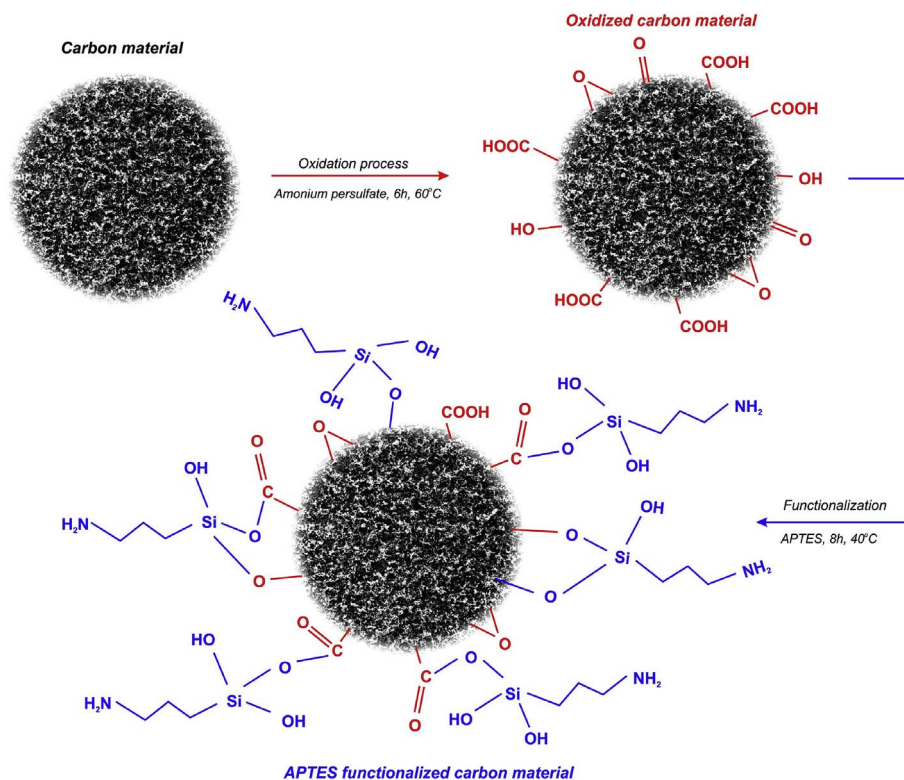 Oxidized carbon material
Carbon material
O
O
COOH
COOH
HOOC
Oxidation process
Amonium persulfate, 6h, 60°C
OH
HO
O
HOOC
O
COOH
H₂N
Si
OH
OH
O
COOH
O
HO
NH₂
Si
O
C
O
OH
OH
O
C
Functionalization
APTES, 8h, 40°C
OH
H₂N
Si
O
O
O
Si
NH₂
O
O
O
C
HO
O
C
O
NH₂
H₂N
Si
OH
Si
HO
OH
O
APTES functionalized carbon material